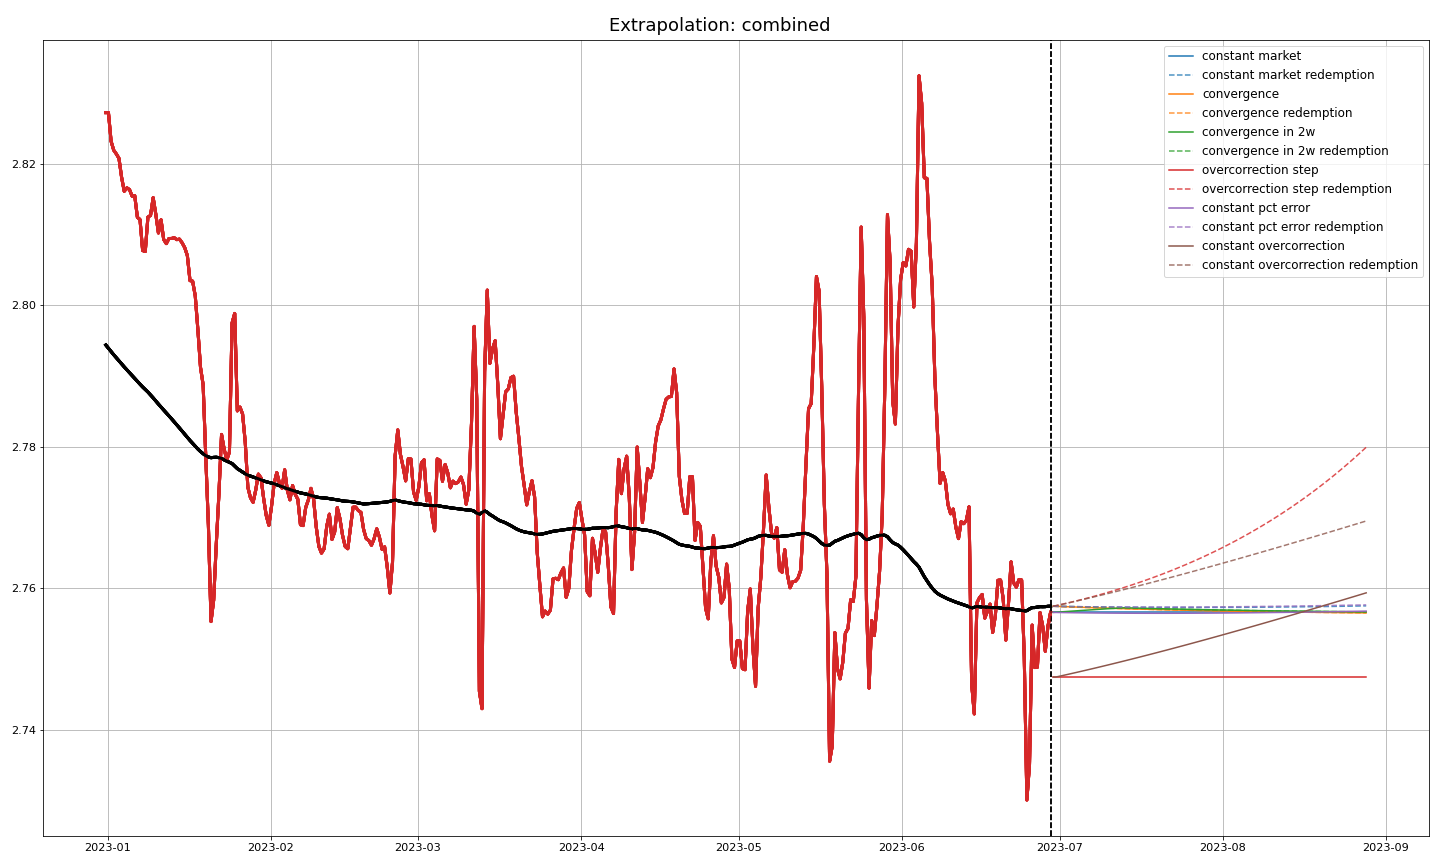 Extrapolation: combined
constant market
constant market redemption
convergence
convergence redemption
convergence in 2w
convergence in 2w redemption
overcorrection step
overcorrection step redemption
constant pct error
constant pct error redemption
constant overcorrection
constant overcorrection redemption
2.82
2.80
2.78
2.76
2.74
2023-01 2023-02 2023-03 2023-04 2023-05 2023-06 2023-07 2023-08 2023-09